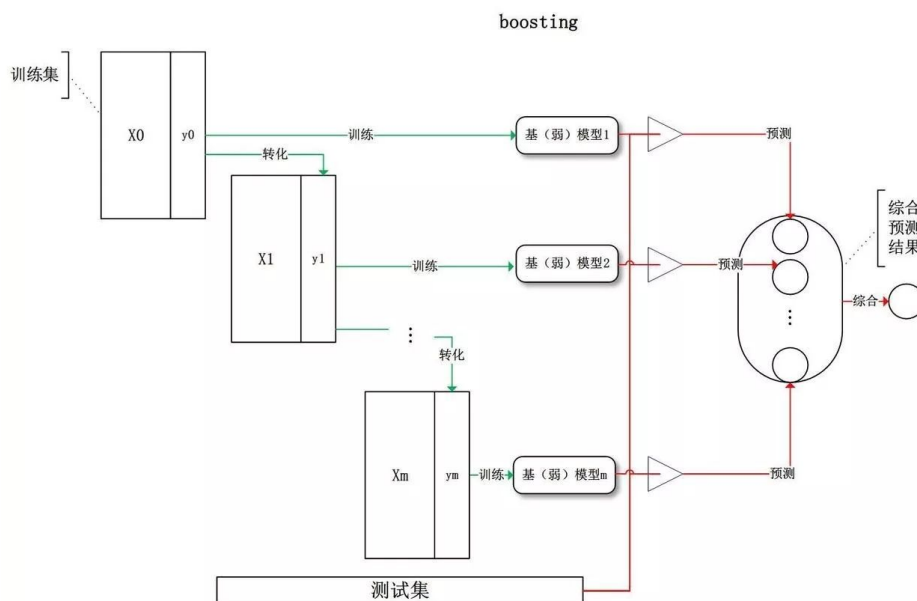 boosting
训练集
X0
y0
训练
基（弱）模型1
预测
转化
综合
预测
结果
X1
y1
训练
基（弱）模型2
预测
综合
⋮
⋮
转化
Xm
ym
训练
基（弱）模型m
预测
测试集